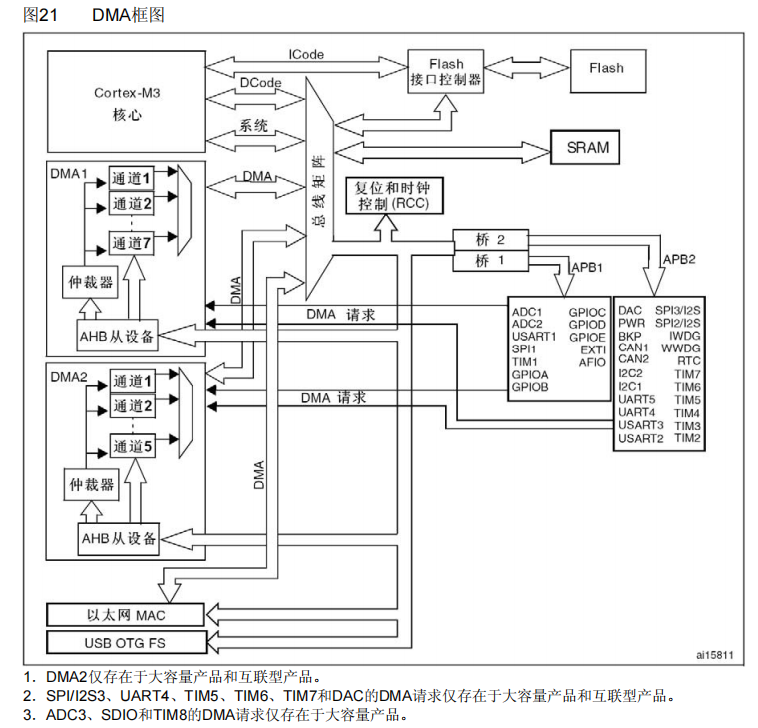 图21 DMA框图
ICode
Cortex-M3
核心
DCode
系统
Flash
接口控制器
Flash
SRAM
总线矩阵
DMA1
通道1
通道2
通道7
仲裁器
AHB从设备
DMA
复位和时钟
控制(RCC)
桥 2
桥 1
APB1
APB2
DMA
DMA 请求
ADC1 GPIOC
ADC2 GPIOD
USART1 GPIOE
SPI1 EXTI
TIM1 AFIO
GPIOA
GPIOB
DAC SPI3/I2S
PWR SPI2/I2S
BKP IWDG
CAN1 WWDG
CAN2 RTC
I2C2 TIM7
I2C1 TIM6
UART5 TIM5
UART4 TIM4
USART3 TIM3
USART2 TIM2
DMA2
通道1
通道2
通道5
仲裁器
AHB从设备
DMA 请求
DMA
以太网 MAC
USB OTG FS
ai15811
1. DMA2仅存在于大容量产品和互联型产品。
2. SPI/I2S3、UART4、TIM5、TIM6、TIM7和DAC的DMA请求仅存在于大容量产品和互联型产品。
3. ADC3、SDIO和TIM8的DMA请求仅存在于大容量产品。